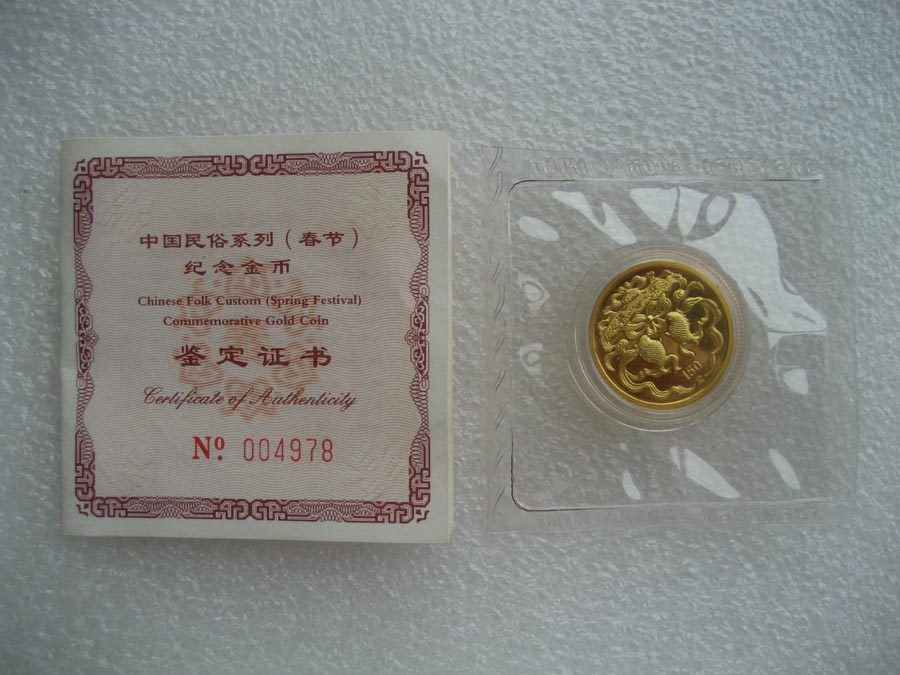 中国民俗系列（春节）
纪念金币
Chinese Folk Custom (Spring Festival)
Commemorative Gold Coin
鉴定证书
Certificate of Authenticity
Nº 004978
150